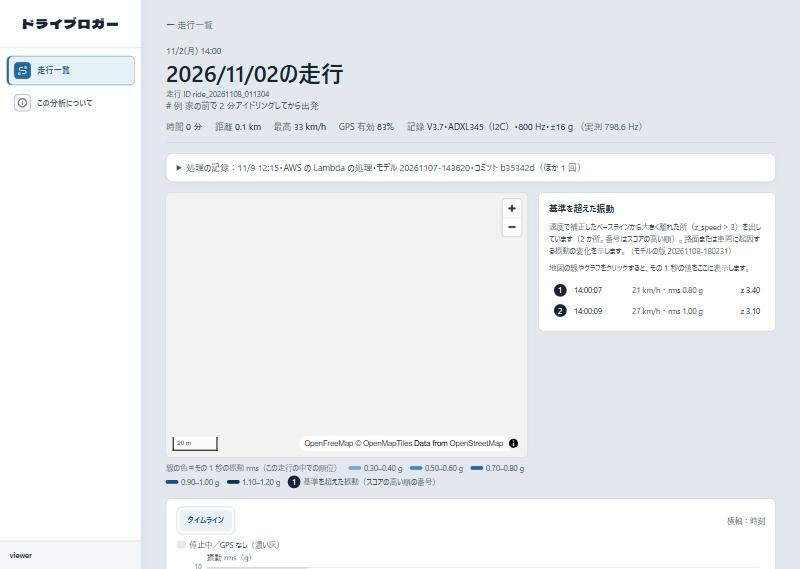 ドライブロガー
走行一覧
この分析について
viewer
← 走行一覧
11/2(月) 14:00
2026/11/02の走行
走行 ID ride_20261108_011304
# 例 家の前で 2 分アイドリングしてから出発
時間 0 分 距離 0.1 km 最高 33 km/h GPS 有効 83% 記録 V3.7・ADXL345（I2C）・800 Hz・±16 g （実測 798.6 Hz）
▶ 処理の記録：11/9 12:15・AWS の Lambda の処理・モデル 20261107-143620・コミット b35342d（ほか 1 回）
+
−
20 m
OpenFreeMap © OpenMapTiles Data from OpenStreetMap
線の色＝その 1 秒の振動 rms（この走行の中での順位） 0.30–0.40 g 0.50–0.60 g 0.70–0.80 g
0.90–1.00 g 1.10–1.20 g 1 基準を超えた振動（スコアの高い順の番号）
基準を超えた振動
速度で補正したベースラインから大きく離れた所（z_speed > 3）を出し
ています（2 か所。番号はスコアの高い順）。路面または車両に起因す
る振動の変化を示します。（モデルの版 20261108-180231）
地図の線やグラフをクリックすると、その 1 秒の値をここに表示します。
1 14:00:07 21 km/h・rms 0.80 g z 3.40
2 14:00:09 27 km/h・rms 1.00 g z 3.10
タイムライン
横軸：時刻
停止中／GPS なし（濃い灰）
振動 rms（g）
10